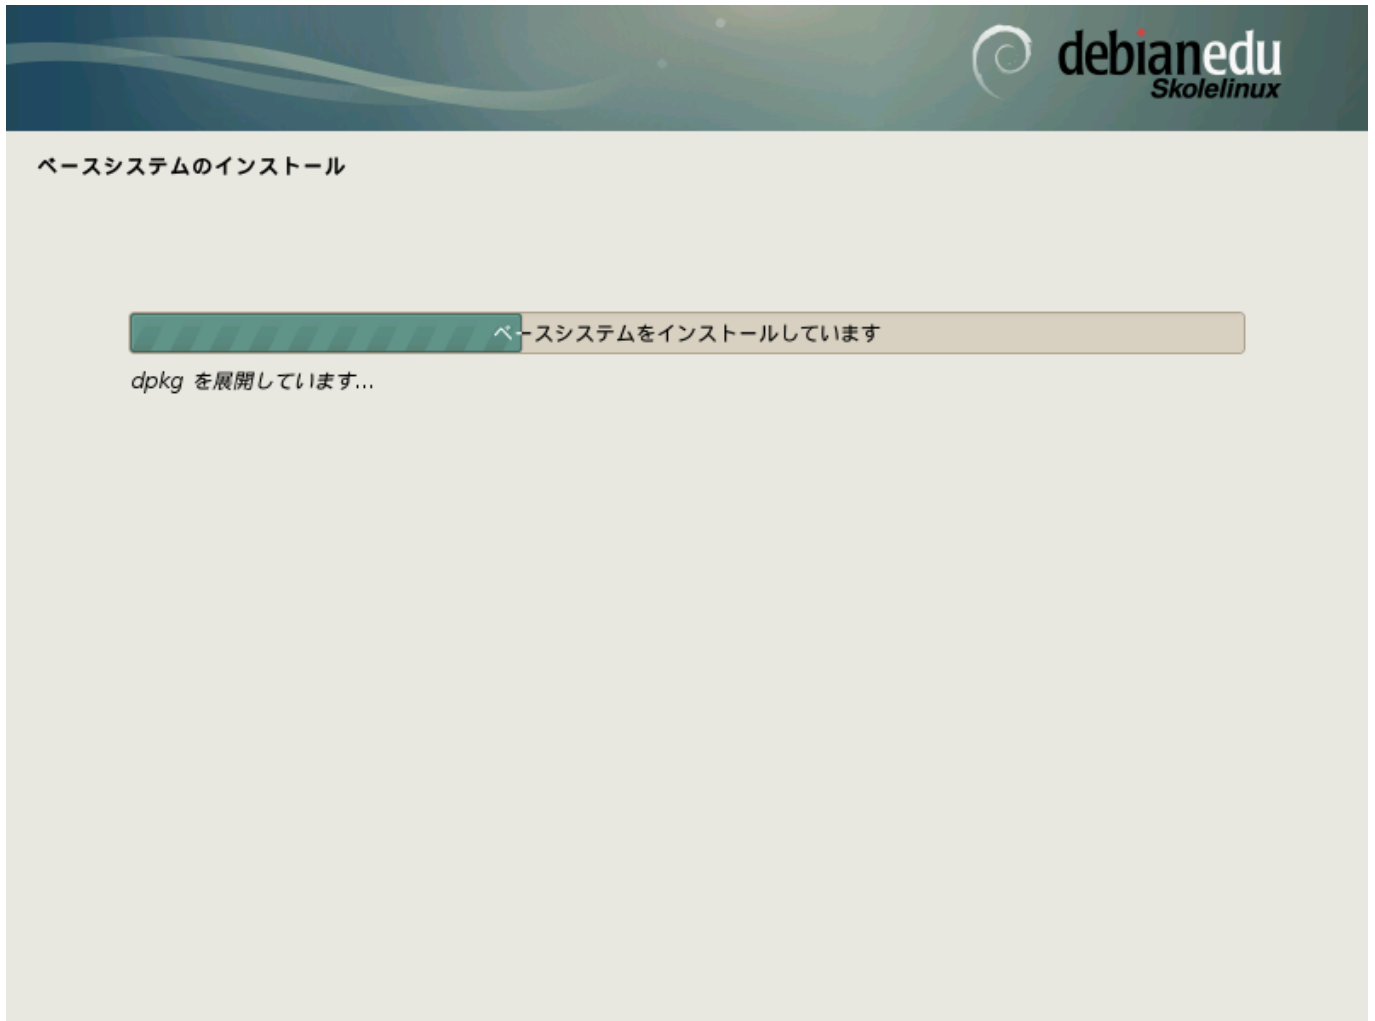 debianedu
Skolelinux
ベースシステムのインストール
ベースシステムをインストールしています
dpkg を展開しています...